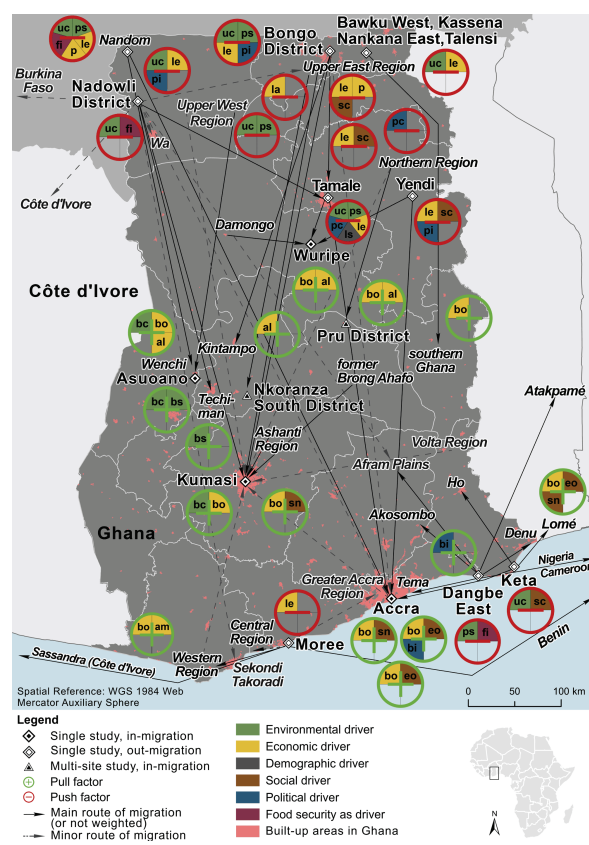 Nandom
uc ps
fi p le
uc ps
le pi
Bongo
District
Bawku West, Kassena
Nankana East,Talensi
Burkina
Faso
uc le
pi
Upper East Region
uc le
Nadowli
District
Upper West
Region
la
le p
sc
uc fi
Wa
uc ps
le sc
pc
Northern Region
Côte d'Ivore
Tamale
Yendi
Damongo
uc ps
pc ls le
le sc
pi
Wuripe
Côte d'Ivore
bo al
bo al
bo
bc bo
al
al
Pru District
Kintampo
Wenchi
Asuoano
former
Brong Ahafo
southern
Ghana
Atakpamé
Techi-
man
Nkoranza
South District
bc bs
bs
Ashanti
Region
Volta Region
Afram Plains
Kumasi
Ho
bo eo
sn
bc bo
bo sn
Akosombo
Ghana
bi
Denu
Lomé
Nigeria
Cameroon
Greater Accra
Region
Tema
Accra
Dangbe
East
Keta
le
uc sc
bo am
Central
Region
Moree
bo sn
bo eo
bi
ps fi
Benin
Western
Region
Sekondi
Takoradi
Sassandra (Côte d'Ivore)
bo eo
Spatial Reference: WGS 1984 Web
Mercator Auxiliary Sphere
0 50 100 km
Legend
Single study, in-migration
Single study, out-migration
Multi-site study, in-migration
Pull factor
Push factor
Main route of migration
(or not weighted)
Minor route of migration
Environmental driver
Economic driver
Demographic driver
Social driver
Political driver
Food security as driver
Built-up areas in Ghana
N